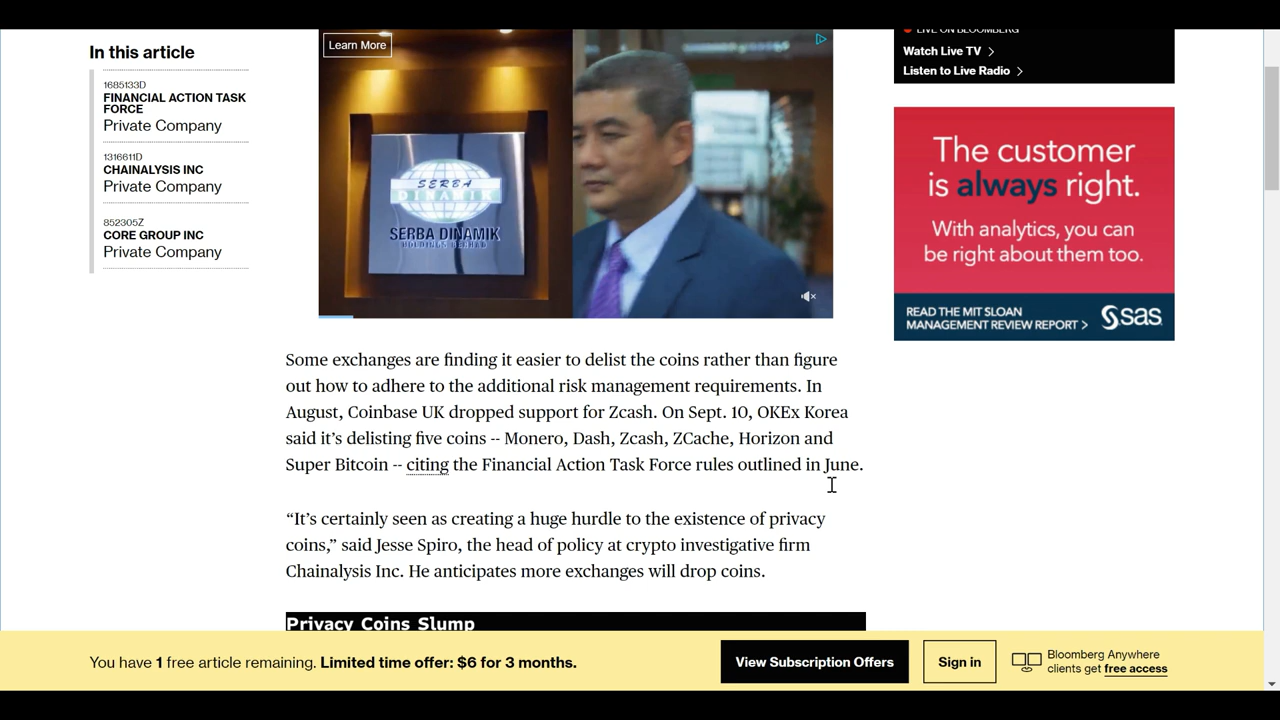 In this article
1685133D
FINANCIAL ACTION TASK
FORCE
Private Company
1316611D
CHAINALYSIS INC
Private Company
852305Z
CORE GROUP INC
Private Company
Learn More
SERBA
DINAMIK
SERBA DINAMIK
HOLDINGS BERHAD
LIVE ON BLOOMBERG
Watch Live TV
Listen to Live Radio
The customer
is always right.
With analytics, you can
be right about them too.
READ THE MIT SLOAN
MANAGEMENT REVIEW REPORT >
sas
Some exchanges are finding it easier to delist the coins rather than figure
out how to adhere to the additional risk management requirements. In
August, Coinbase UK dropped support for Zcash. On Sept. 10, OKEx Korea
said it’s delisting five coins -- Monero, Dash, Zcash, ZCache, Horizon and
Super Bitcoin -- citing the Financial Action Task Force rules outlined in June.
“It’s certainly seen as creating a huge hurdle to the existence of privacy
coins,” said Jesse Spiro, the head of policy at crypto investigative firm
Chainalysis Inc. He anticipates more exchanges will drop coins.
Privacy Coins Slump
You have 1 free article remaining. Limited time offer: $6 for 3 months.
View Subscription Offers
Sign in
Bloomberg Anywhere
clients get free access